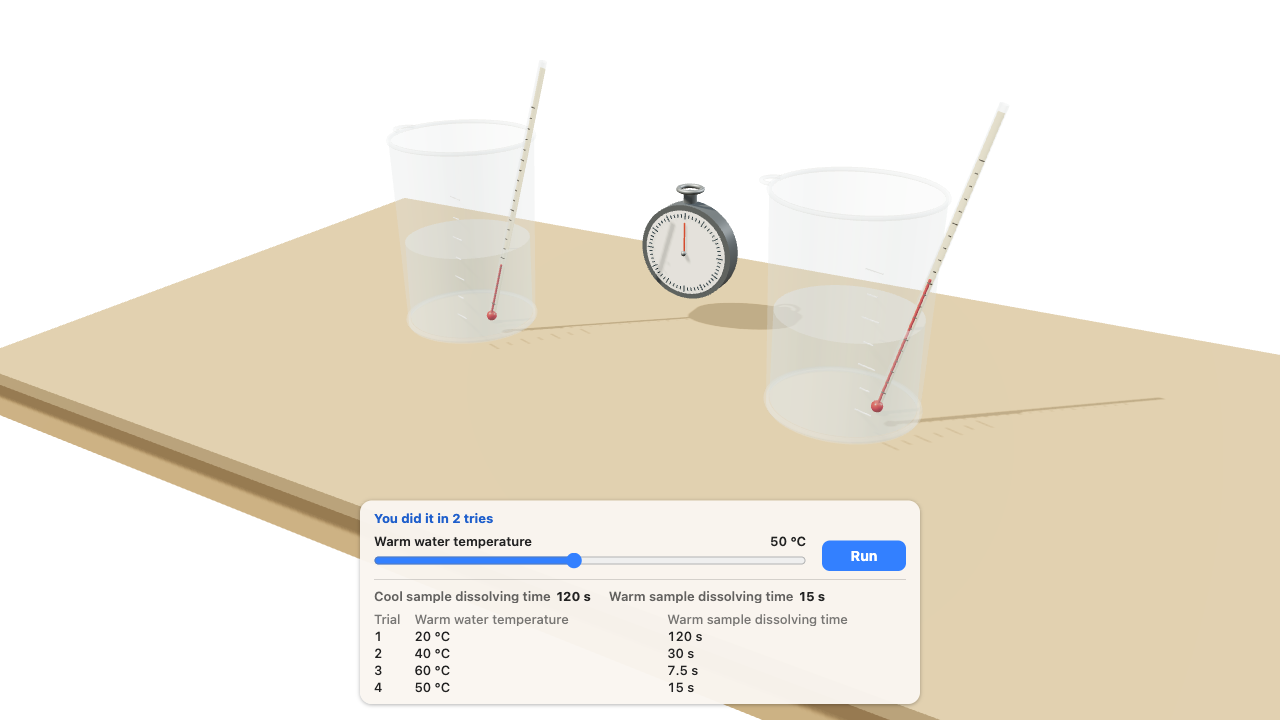 You did it in 2 tries
Warm water temperature 50 °C
Run
Cool sample dissolving time 120 s Warm sample dissolving time 15 s
Trial Warm water temperature Warm sample dissolving time
1 20 °C 120 s
2 40 °C 30 s
3 60 °C 7.5 s
4 50 °C 15 s